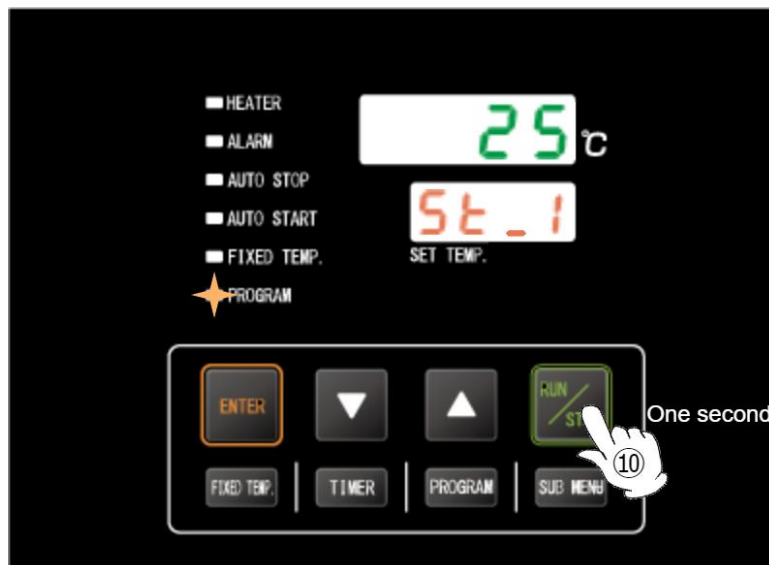 HEATER
25 ℃
ALARM
AUTO STOP
St_1
AUTO START
FIXED TEMP.
SET TEMP.
PROGRAM
ENTER
RUN
/ST
One second
⑩
FIXED TEMP.
TIMER
PROGRAM
SUB MENU